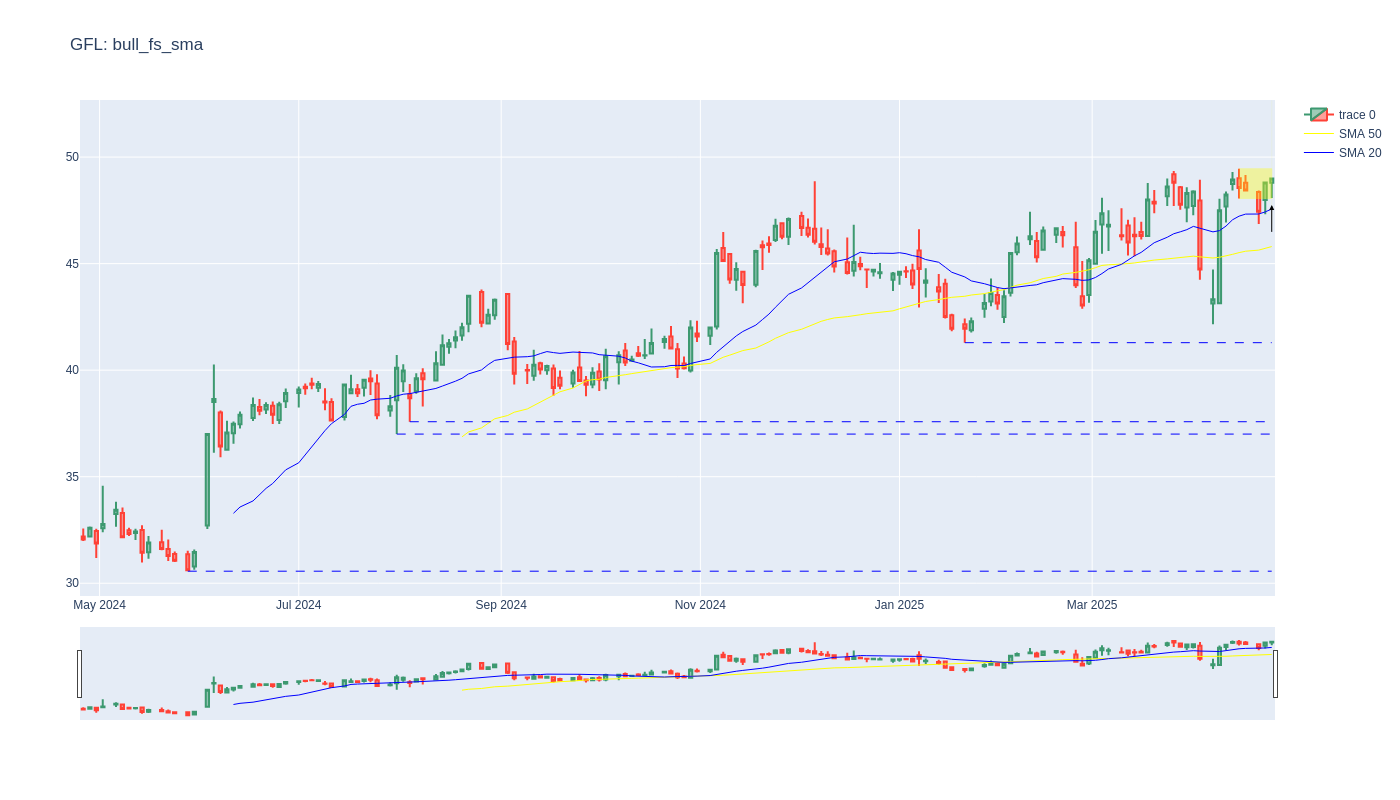 GFL: bull_fs_sma
trace 0
SMA 50
SMA 20
50
45
40
35
30
May 2024
Jul 2024
Sep 2024
Nov 2024
Jan 2025
Mar 2025